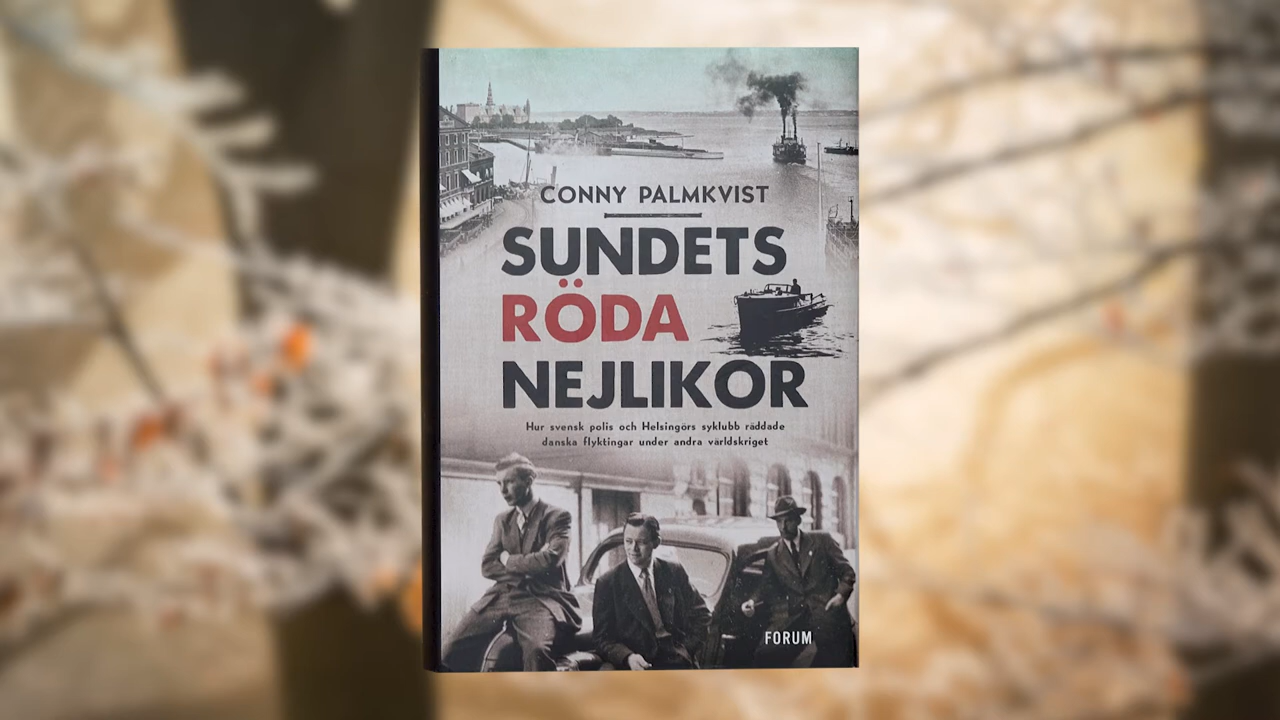 CONNY PALMKVIST
SUNDETS
RÖDA
NEJLIKOR
Hur svensk polis och Helsingörs syklubb räddade
danska flyktingar under andra världskriget
FORUM